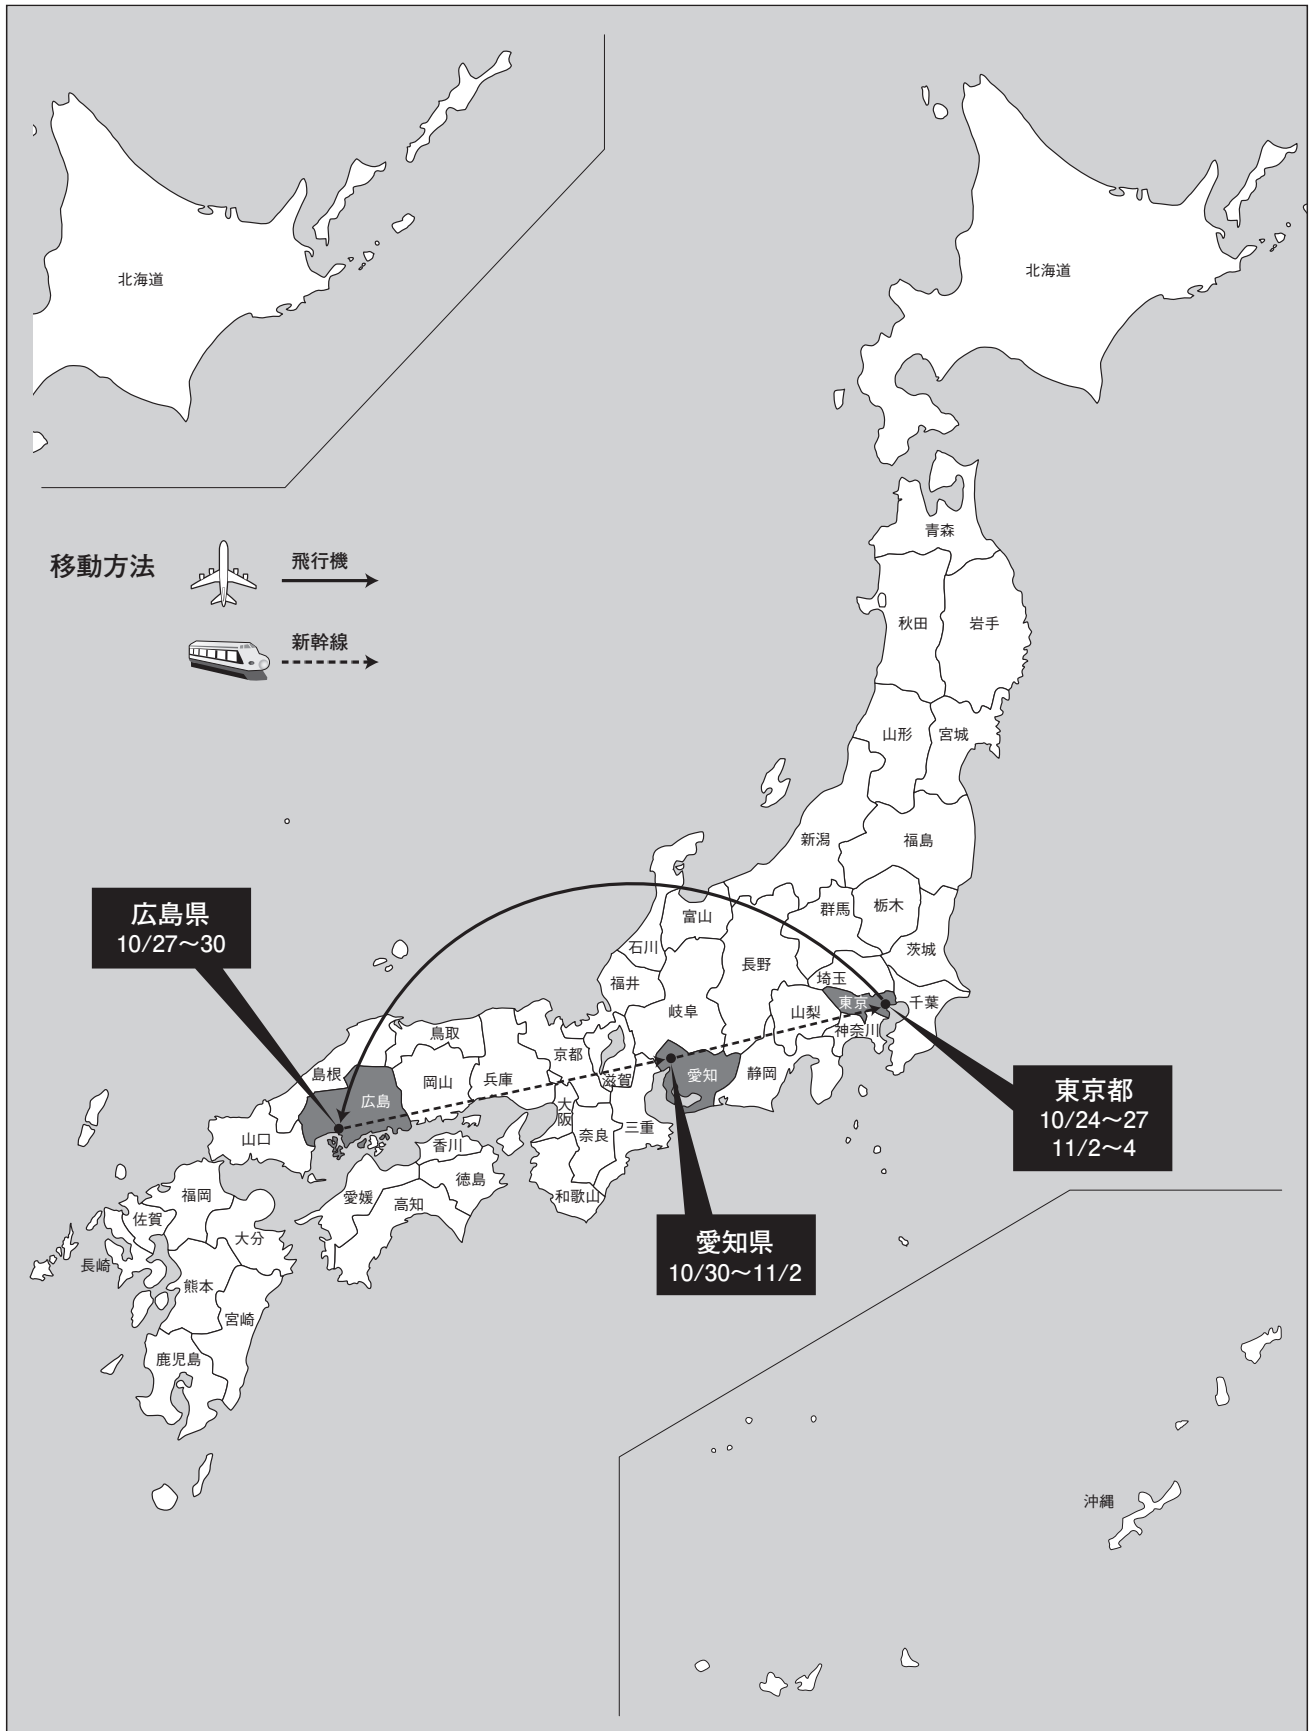 北海道
北海道
移動方法
飛行機
新幹線
青森
秋田
岩手
山形
宮城
新潟
福島
群馬
栃木
富山
石川
茨城
長野
福井
埼玉
東京
千葉
岐阜
山梨
神奈川
鳥取
京都
島根
岡山
兵庫
滋賀
愛知
静岡
広島
大阪
山口
香川
奈良
三重
徳島
福岡
愛媛
高知
和歌山
佐賀
大分
長崎
熊本
宮崎
鹿児島
沖縄
広島県
10/27〜30
東京都
10/24〜27
11/2〜4
愛知県
10/30〜11/2